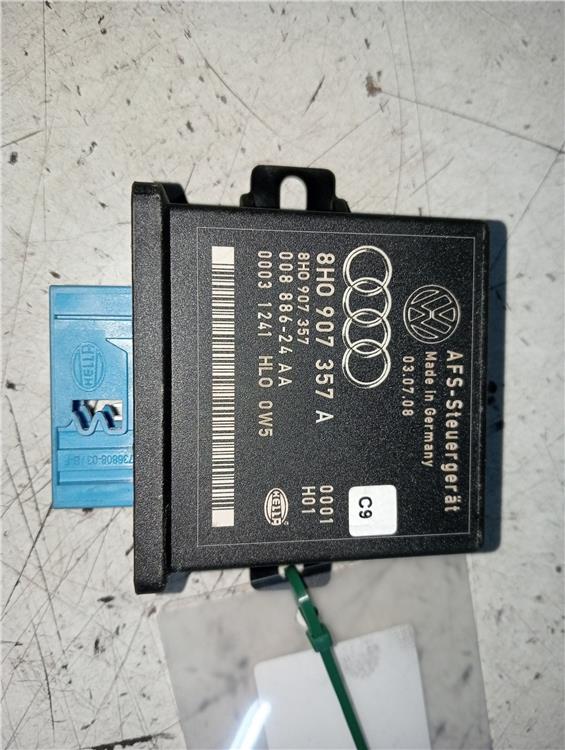 AFS-Steuergerät
Made in Germany
03.07.08
8H0 907 357 A
8H0 907 357
008 886-24 AA
0003 1241 HL0 0W5
0001
H01
C9
HELLA
HELLA